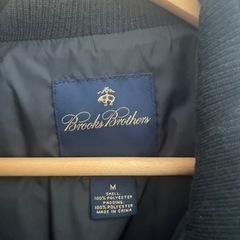 Brooks Brothers
M
SHELL:
100% POLYESTER
PADDING:
100% POLYESTER
MADE IN CHINA